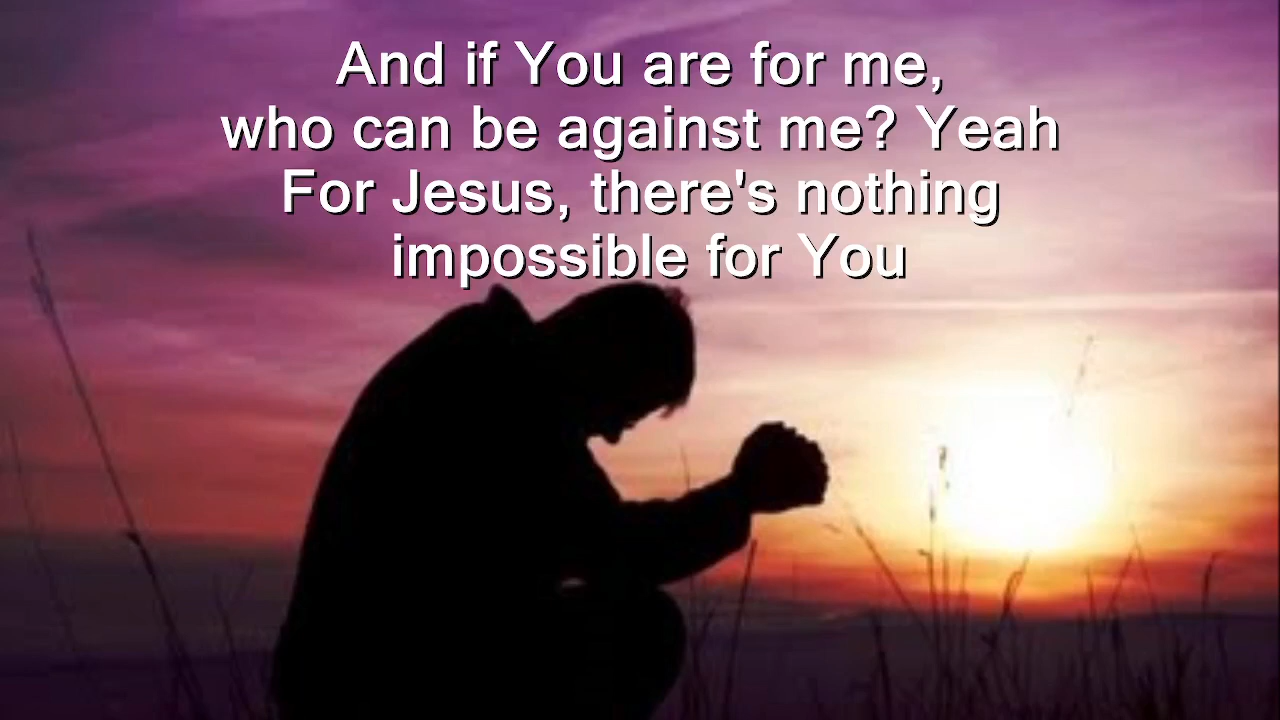 And if You are for me,
who can be against me? Yeah
For Jesus, there's nothing
impossible for You